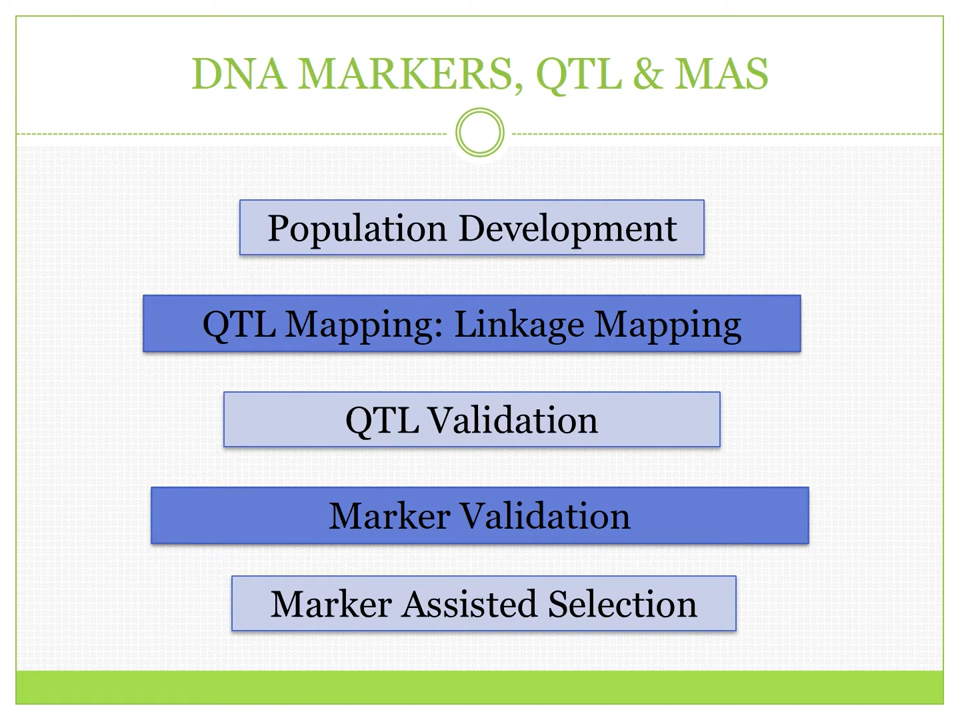 DNA MARKERS, QTL & MAS
Population Development
QTL Mapping: Linkage Mapping
QTL Validation
Marker Validation
Marker Assisted Selection